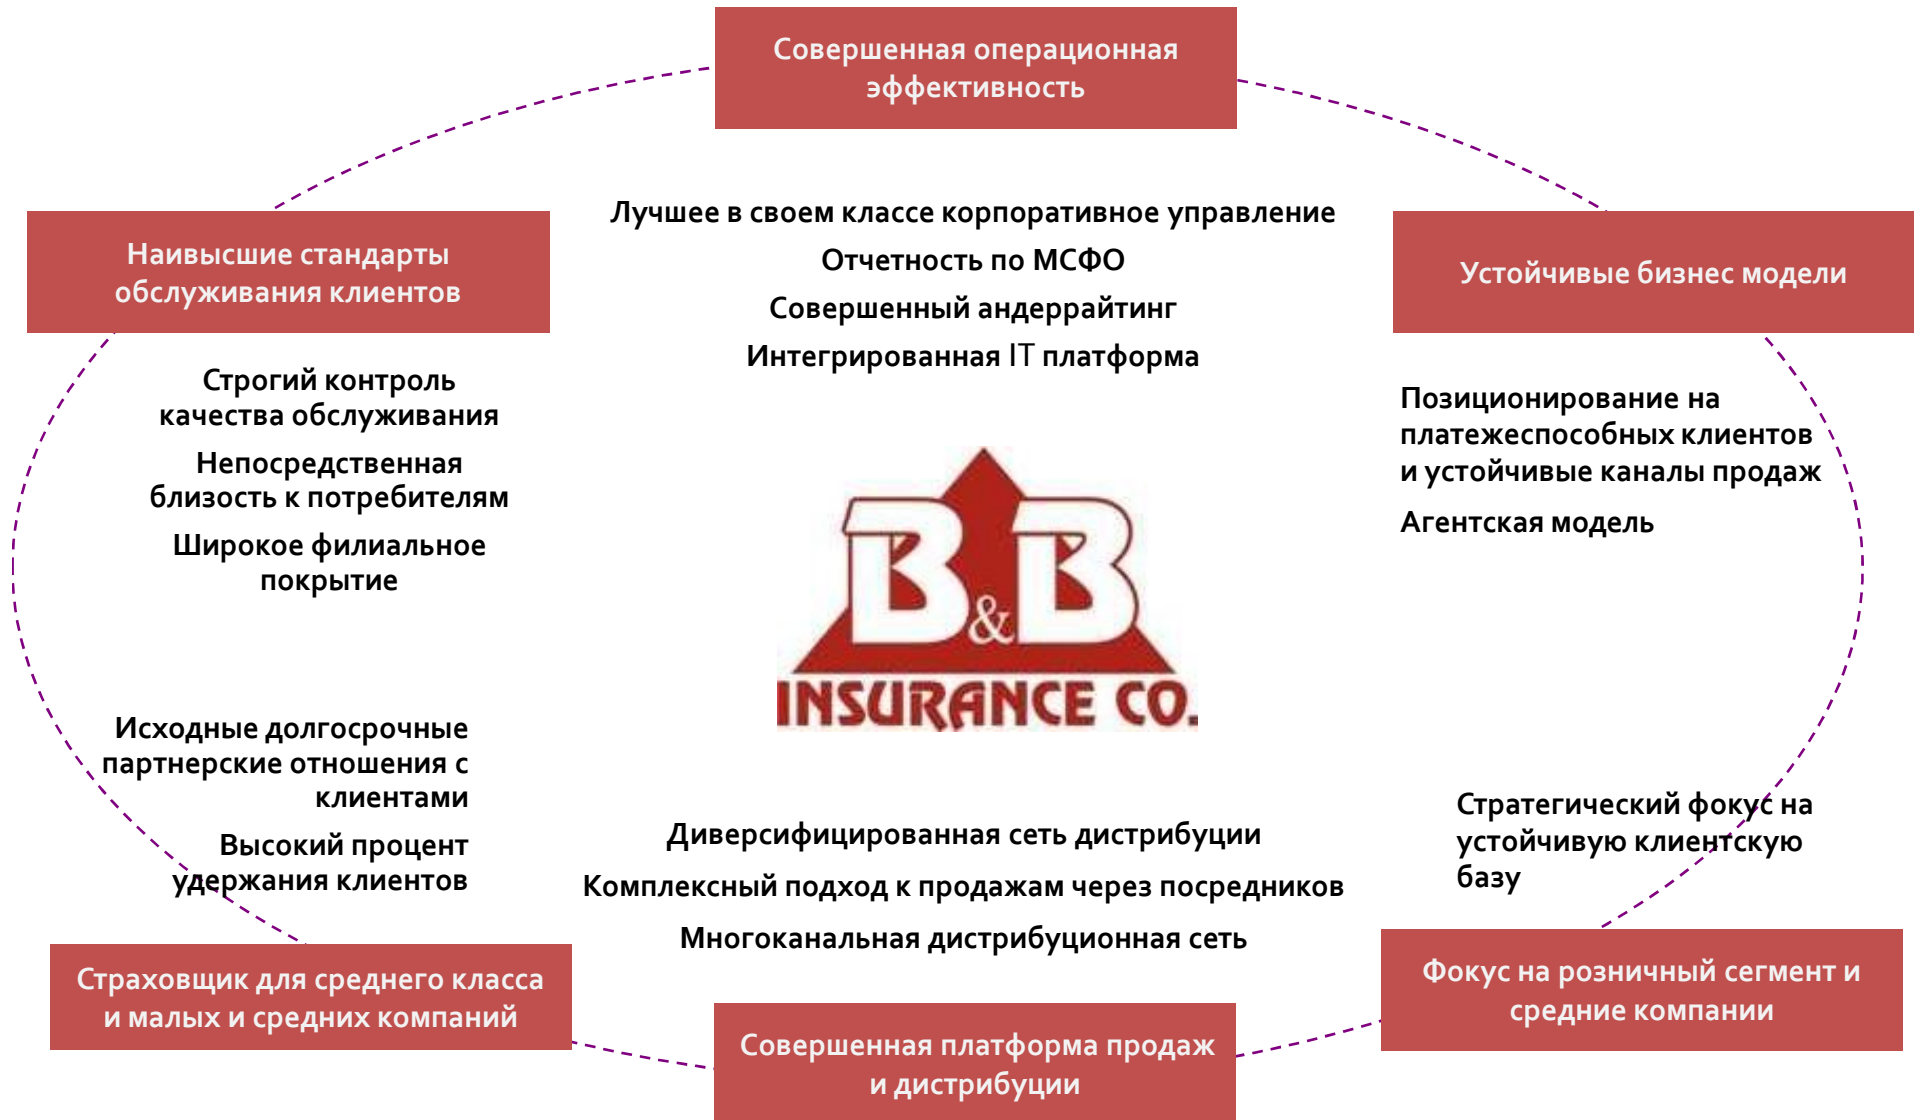 Совершенная операционная
эффективность
Наивысшие стандарты
обслуживания клиентов
Лучшее в своем классе корпоративное управление
Отчетность по МСФО
Совершенный андеррайтинг
Интегрированная IT платформа
Устойчивые бизнес модели
Строгий контроль
качества обслуживания
Непосредственная
близость к потребителям
Широкое филиальное
покрытие
Позиционирование на
платежеспособных клиентов
и устойчивые каналы продаж
Агентская модель
B&B
INSURANCE CO.
Исходные долгосрочные
партнерские отношения с
клиентами
Высокий процент
удержания клиентов
Диверсифицированная сеть дистрибуции
Комплексный подход к продажам через посредников
Многоканальная дистрибуционная сеть
Стратегический фокус на
устойчивую клиентскую
базу
Страховщик для среднего класса
и малых и средних компаний
Совершенная платформа продаж
и дистрибуции
Фокус на розничный сегмент и
средние компании